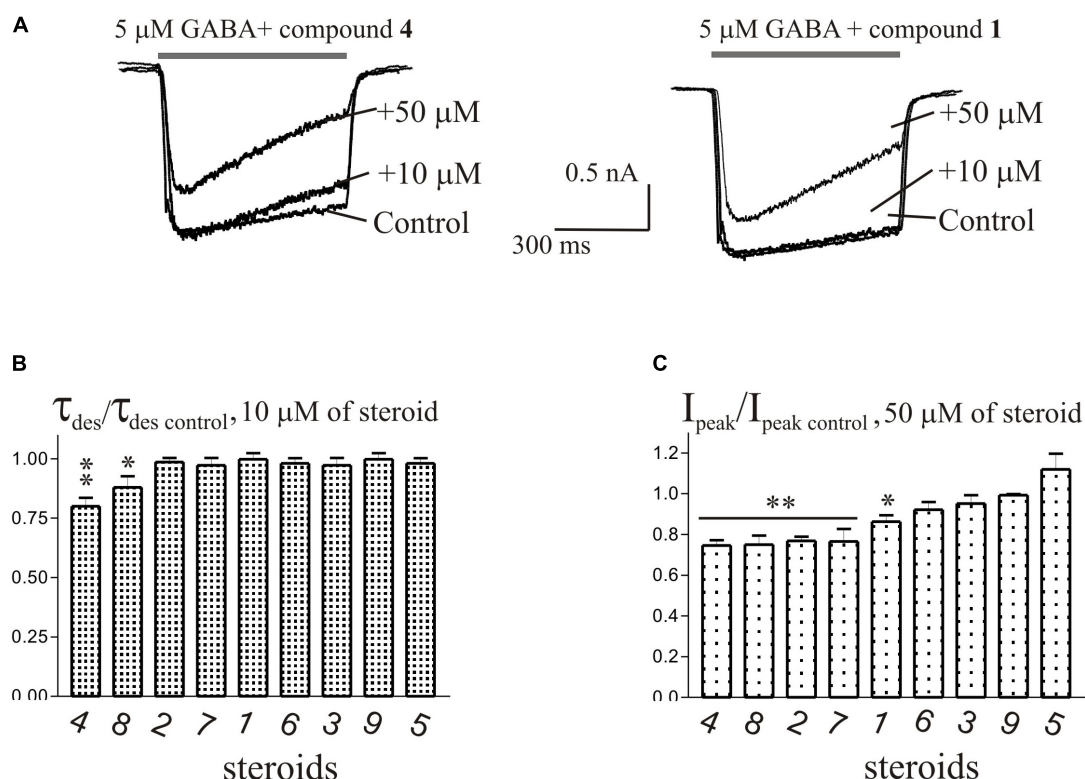 A
5 μM GABA+ compound 4
5 μM GABA + compound 1
+50 μM
+10 μM
Control
0.5 nA
300 ms
+50 μM
+10 μM
Control
B
τdes/τdes control, 10 μM of steroid
1.00
0.75
0.50
0.25
0.00
**
*
4 8 2 7 1 6 3 9 5
steroids
C
Ipeak/Ipeak control , 50 μM of steroid
1.2
1.0
0.8
0.6
0.4
0.2
0.0
**
*
4 8 2 7 1 6 3 9 5
steroids